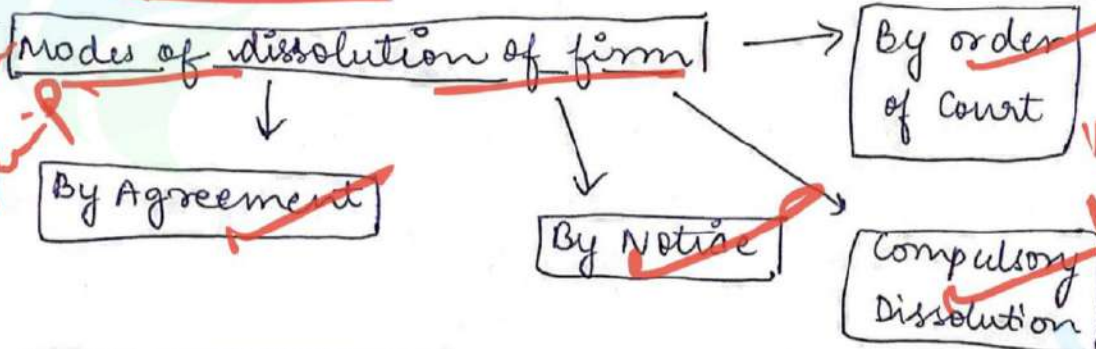 Modes of dissolution of firm
By order
of Court
By Agreement
By Notice
Compulsory
Dissolution